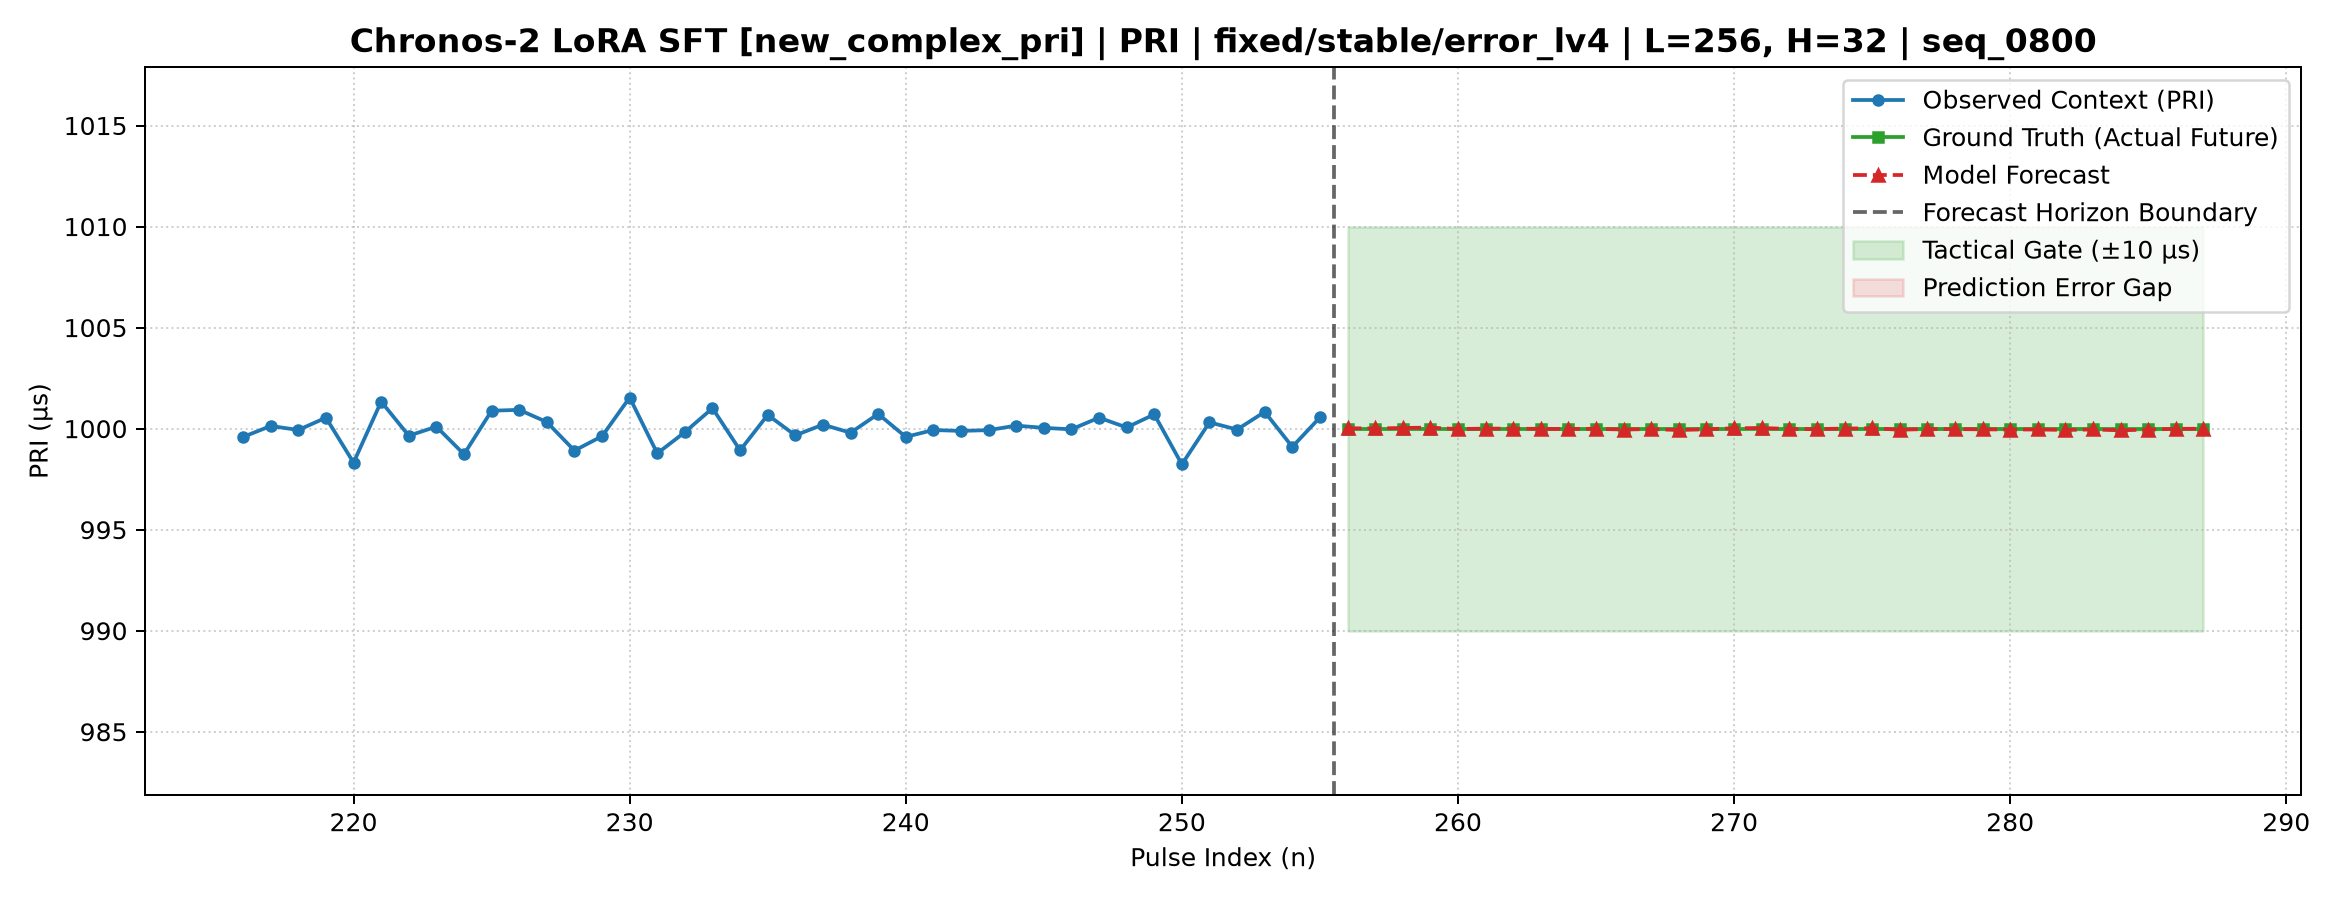 Chronos-2 LoRA SFT [new_complex_pri] | PRI | fixed/stable/error_lv4 | L=256, H=32 | seq_0800
Observed Context (PRI)
Ground Truth (Actual Future)
Model Forecast
Forecast Horizon Boundary
Tactical Gate (±10 µs)
Prediction Error Gap
PRI (µs)
1015
1010
1005
1000
995
990
985
220 230 240 250 260 270 280 290
Pulse Index (n)